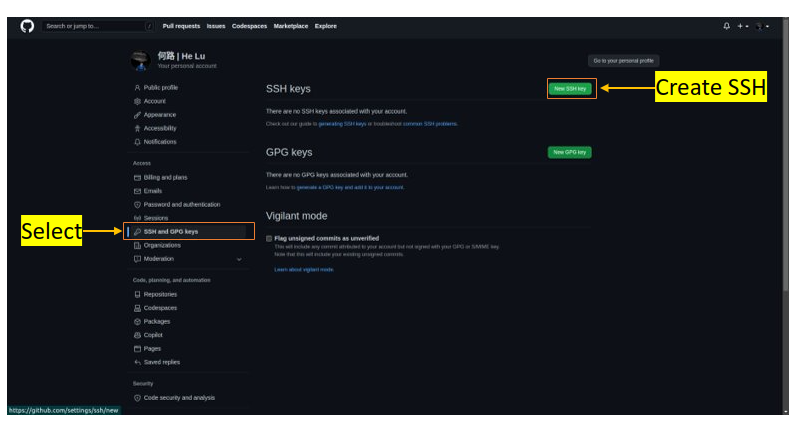 Search or jump to...
/
Pull requests Issues Codespaces Marketplace Explore
何路 | He Lu
Your personal account
Go to your personal profile
Public profile
Account
Appearance
Accessibility
Notifications
Access
Billing and plans
Emails
Password and authentication
Sessions
SSH and GPG keys
Organizations
Moderation
Code, planning, and automation
Repositories
Codespaces
Packages
Copilot
Pages
Saved replies
Security
Code security and analysis
SSH keys
New SSH key
There are no SSH keys associated with your account.
Check out our guide to generating SSH keys or troubleshoot common SSH problems.
GPG keys
New GPG key
There are no GPG keys associated with your account.
Learn how to generate a GPG key and add it to your account.
Vigilant mode
Flag unsigned commits as unverified
This will include any commit attributed to your account but not signed with your GPG or S/MIME key.
Note that this will include your existing unsigned commits.
Learn about vigilant mode.
Create SSH
Select
https://github.com/settings/ssh/new